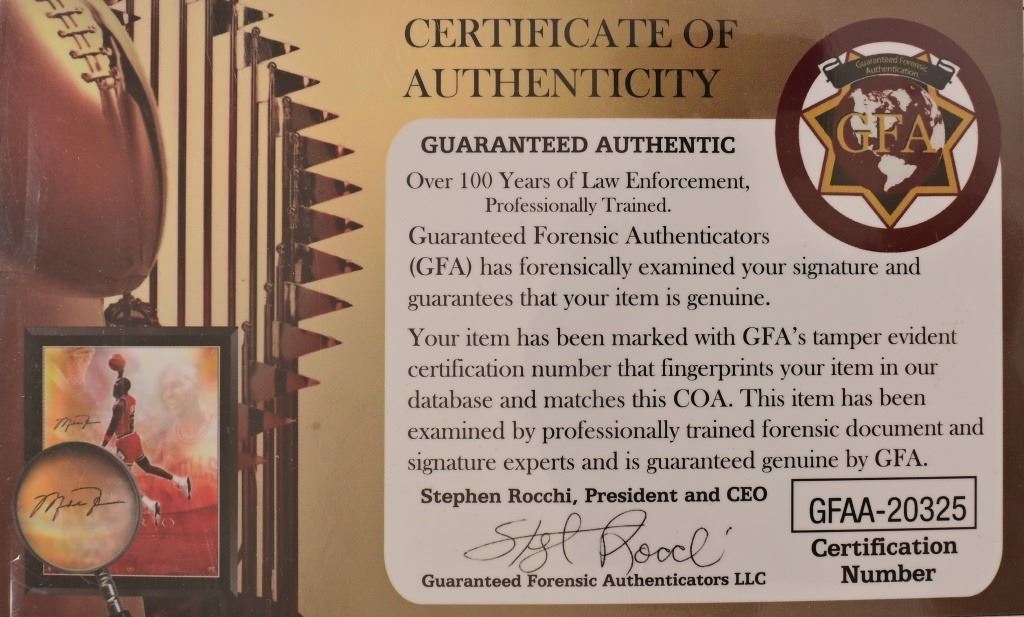 CERTIFICATE OF
AUTHENTICITY
Guaranteed Forensic
Authentication
GFA
GUARANTEED AUTHENTIC
Over 100 Years of Law Enforcement,
Professionally Trained.
Guaranteed Forensic Authenticators
(GFA) has forensically examined your signature and
guarantees that your item is genuine.
Your item has been marked with GFA's tamper evident
certification number that fingerprints your item in our
database and matches this COA. This item has been
examined by professionally trained forensic document and
signature experts and is guaranteed genuine by GFA.
Stephen Rocchi, President and CEO
Guaranteed Forensic Authenticators LLC
GFAA-20325
Certification
Number